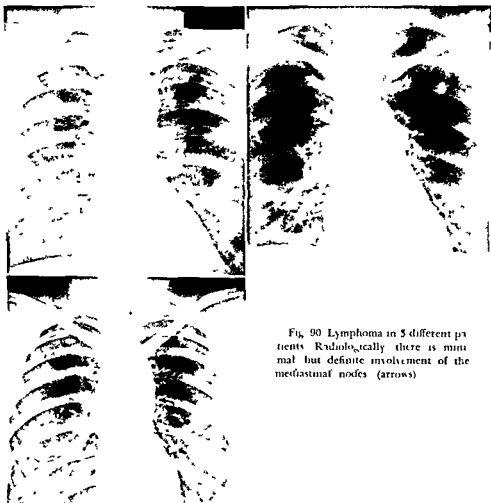 Fig 90 Lymphoma in 3 different pa
tients Radiologically there is mini
mal but definite involvement of the
mediastinal nodes (arrows)